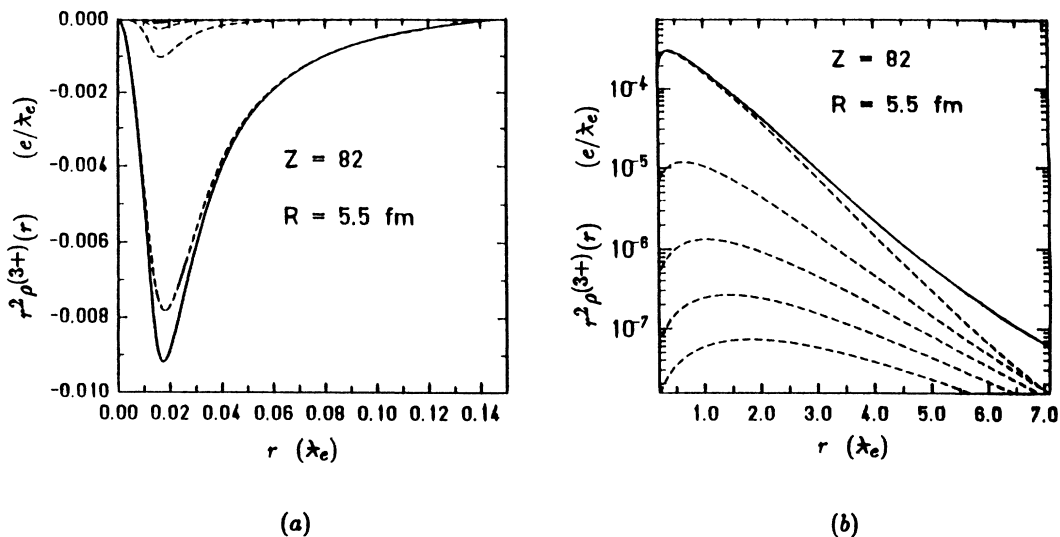 0.000
-0.002
-0.004
-0.006
-0.008
-0.010
r²ρ⁽³⁺⁾(r) (e/ƛₑ)
Z = 82
R = 5.5 fm
0.00 0.02 0.04 0.06 0.08 0.10 0.12 0.14
r (ƛₑ)
(a)
10⁻⁴
10⁻⁵
10⁻⁶
10⁻⁷
r²ρ⁽³⁺⁾(r) (e/ƛₑ)
Z = 82
R = 5.5 fm
1.0 2.0 3.0 4.0 5.0 6.0 7.0
r (ƛₑ)
(b)